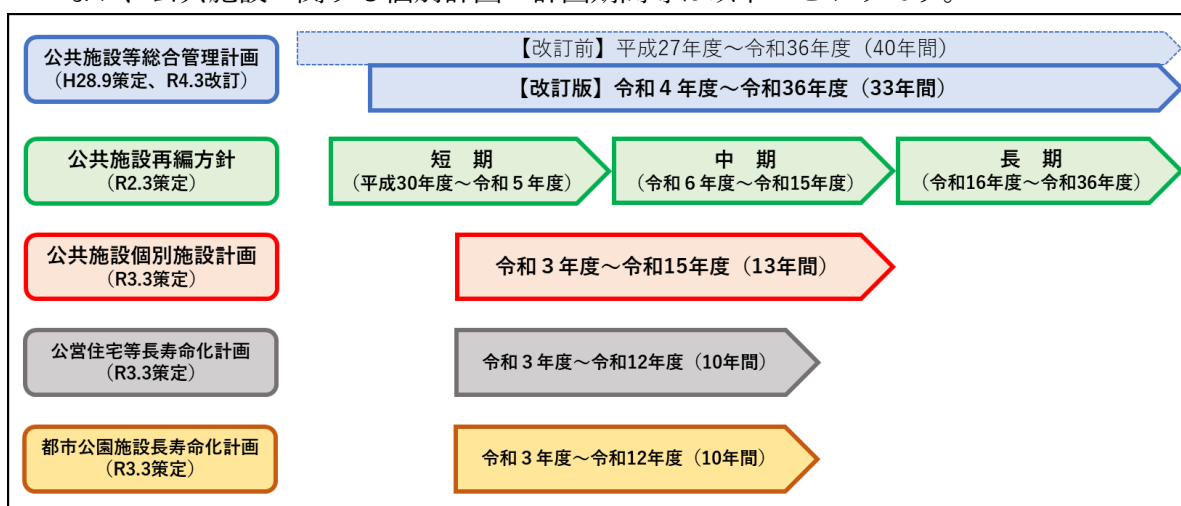 公共施設等総合管理計画
(H28.9策定、R4.3改訂)
【改訂前】平成27年度～令和36年度（40年間）
【改訂版】令和４年度～令和36年度（33年間）
公共施設再編方針
(R2.3策定)
短　期
(平成30年度～令和５年度)
中　期
(令和６年度～令和15年度)
長　期
(令和16年度～令和36年度)
公共施設個別施設計画
(R3.3策定)
令和３年度～令和15年度（13年間）
公営住宅等長寿命化計画
(R3.3策定)
令和３年度～令和12年度（10年間）
都市公園施設長寿命化計画
(R3.3策定)
令和３年度～令和12年度（10年間）